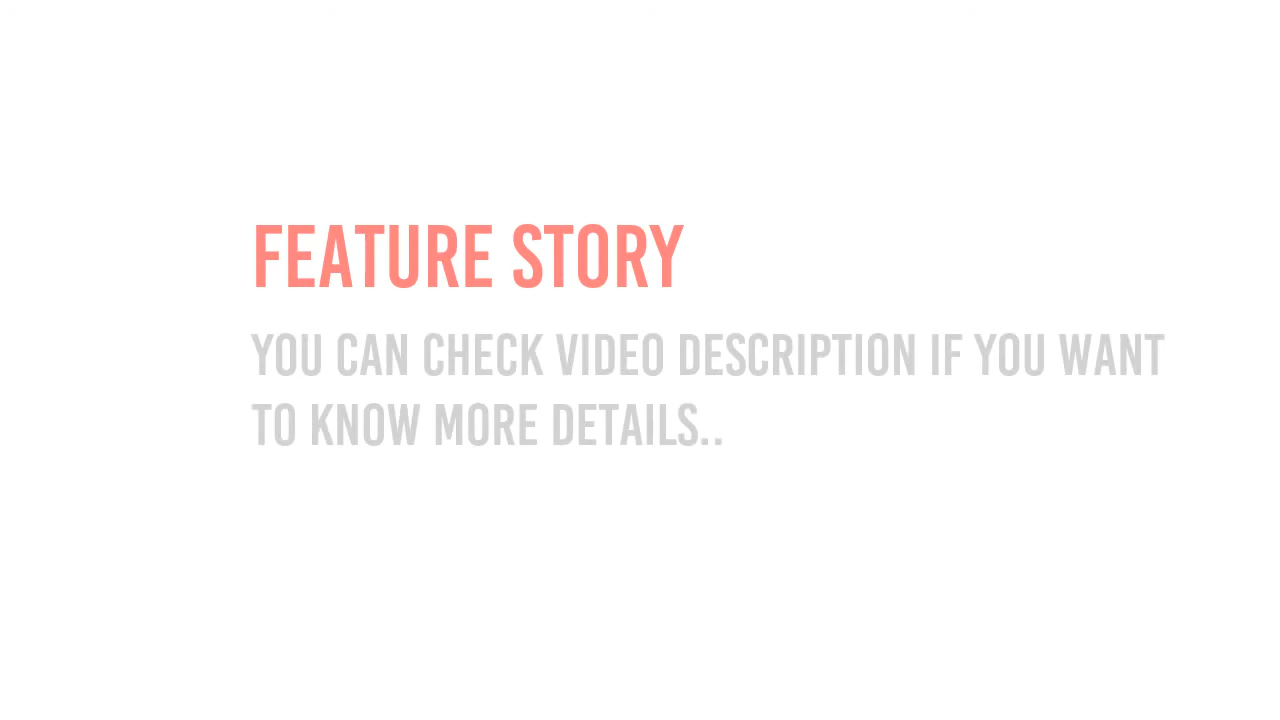 FEATURE STORY
YOU CAN CHECK VIDEO DESCRIPTION IF YOU WANT
TO KNOW MORE DETAILS..